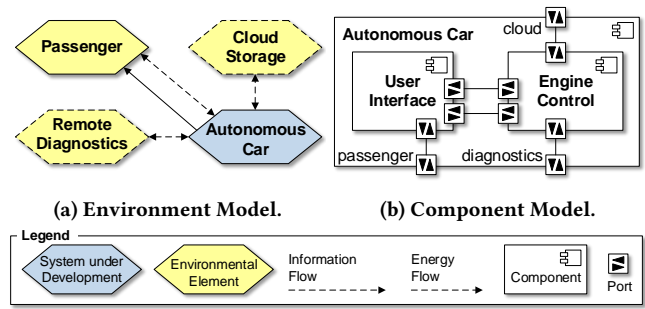 Passenger
Cloud
Storage
Remote
Diagnostics
Autonomous
Car
(a) Environment Model.
Autonomous Car
cloud
User
Interface
Engine
Control
passenger
diagnostics
(b) Component Model.
Legend
System under
Development
Environmental
Element
Information
Flow
Energy
Flow
Component
Port